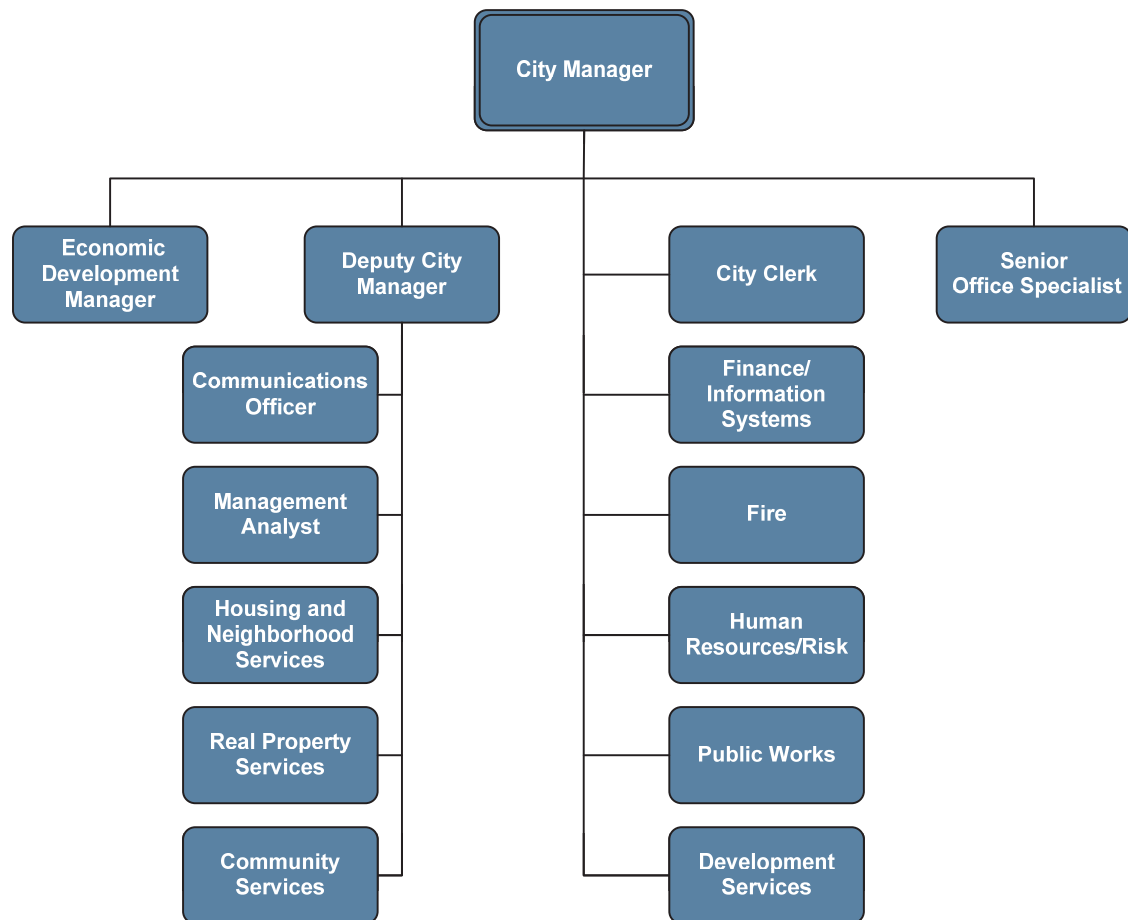 City Manager
Economic
Development
Manager
Deputy City
Manager
City Clerk
Senior
Office Specialist
Communications
Officer
Finance/
Information
Systems
Management
Analyst
Fire
Housing and
Neighborhood
Services
Human
Resources/Risk
Real Property
Services
Public Works
Community
Services
Development
Services